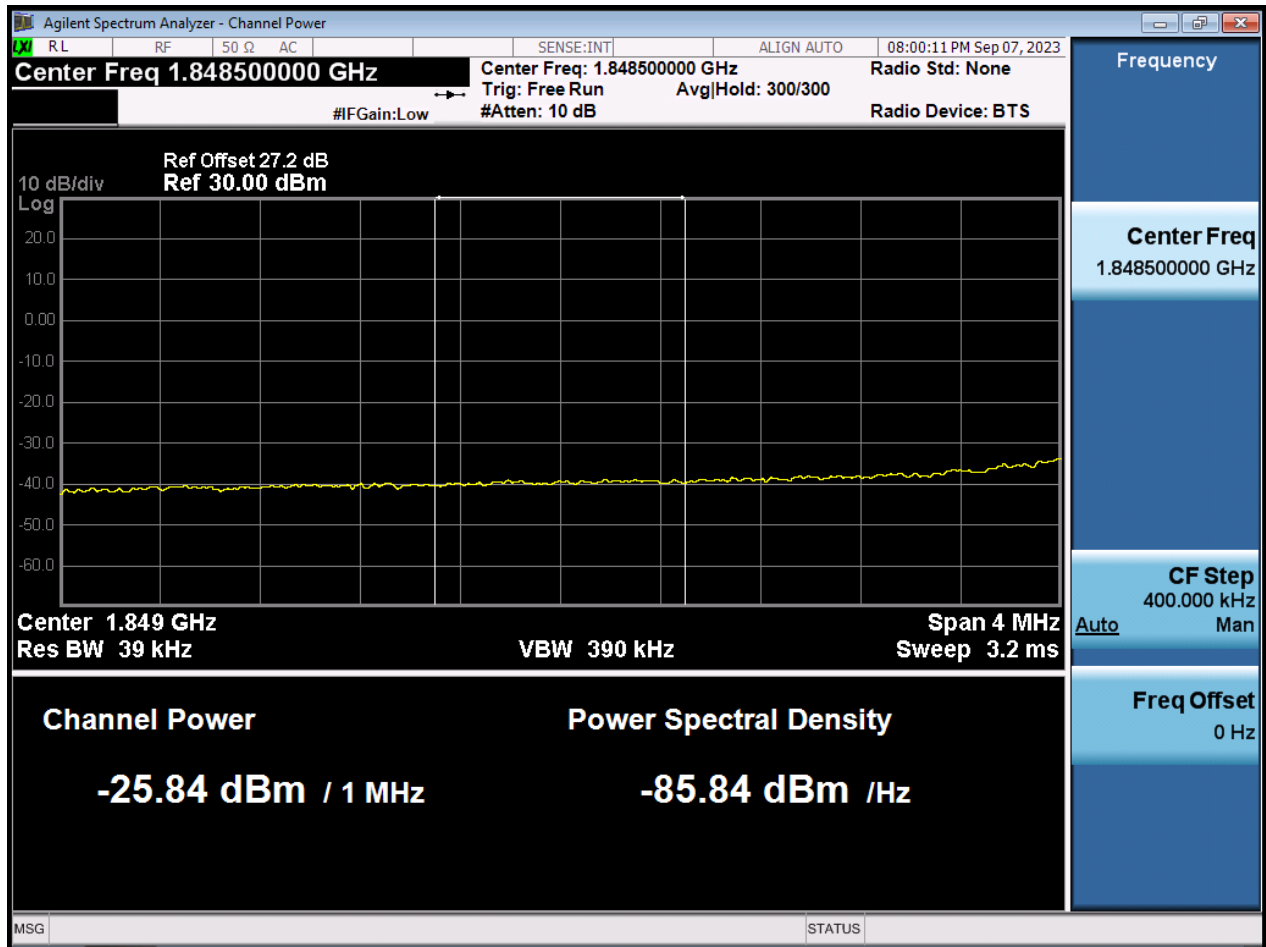 Agilent Spectrum Analyzer - Channel Power
LXI RL RF 50 Ω AC SENSE:INT ALIGN AUTO 08:00:11 PM Sep 07, 2023
Center Freq 1.848500000 GHz
#IFGain:Low
Center Freq: 1.848500000 GHz
Trig: Free Run Avg|Hold: 300/300
#Atten: 10 dB
Radio Std: None
Radio Device: BTS
Ref Offset 27.2 dB
10 dB/div Ref 30.00 dBm
Log
20.0
10.0
0.00
-10.0
-20.0
-30.0
-40.0
-50.0
-60.0
Center 1.849 GHz Span 4 MHz
Res BW 39 kHz VBW 390 kHz Sweep 3.2 ms
Channel Power Power Spectral Density
-25.84 dBm / 1 MHz -85.84 dBm /Hz
Frequency
Center Freq
1.848500000 GHz
CF Step
400.000 kHz
Auto Man
Freq Offset
0 Hz
MSG STATUS